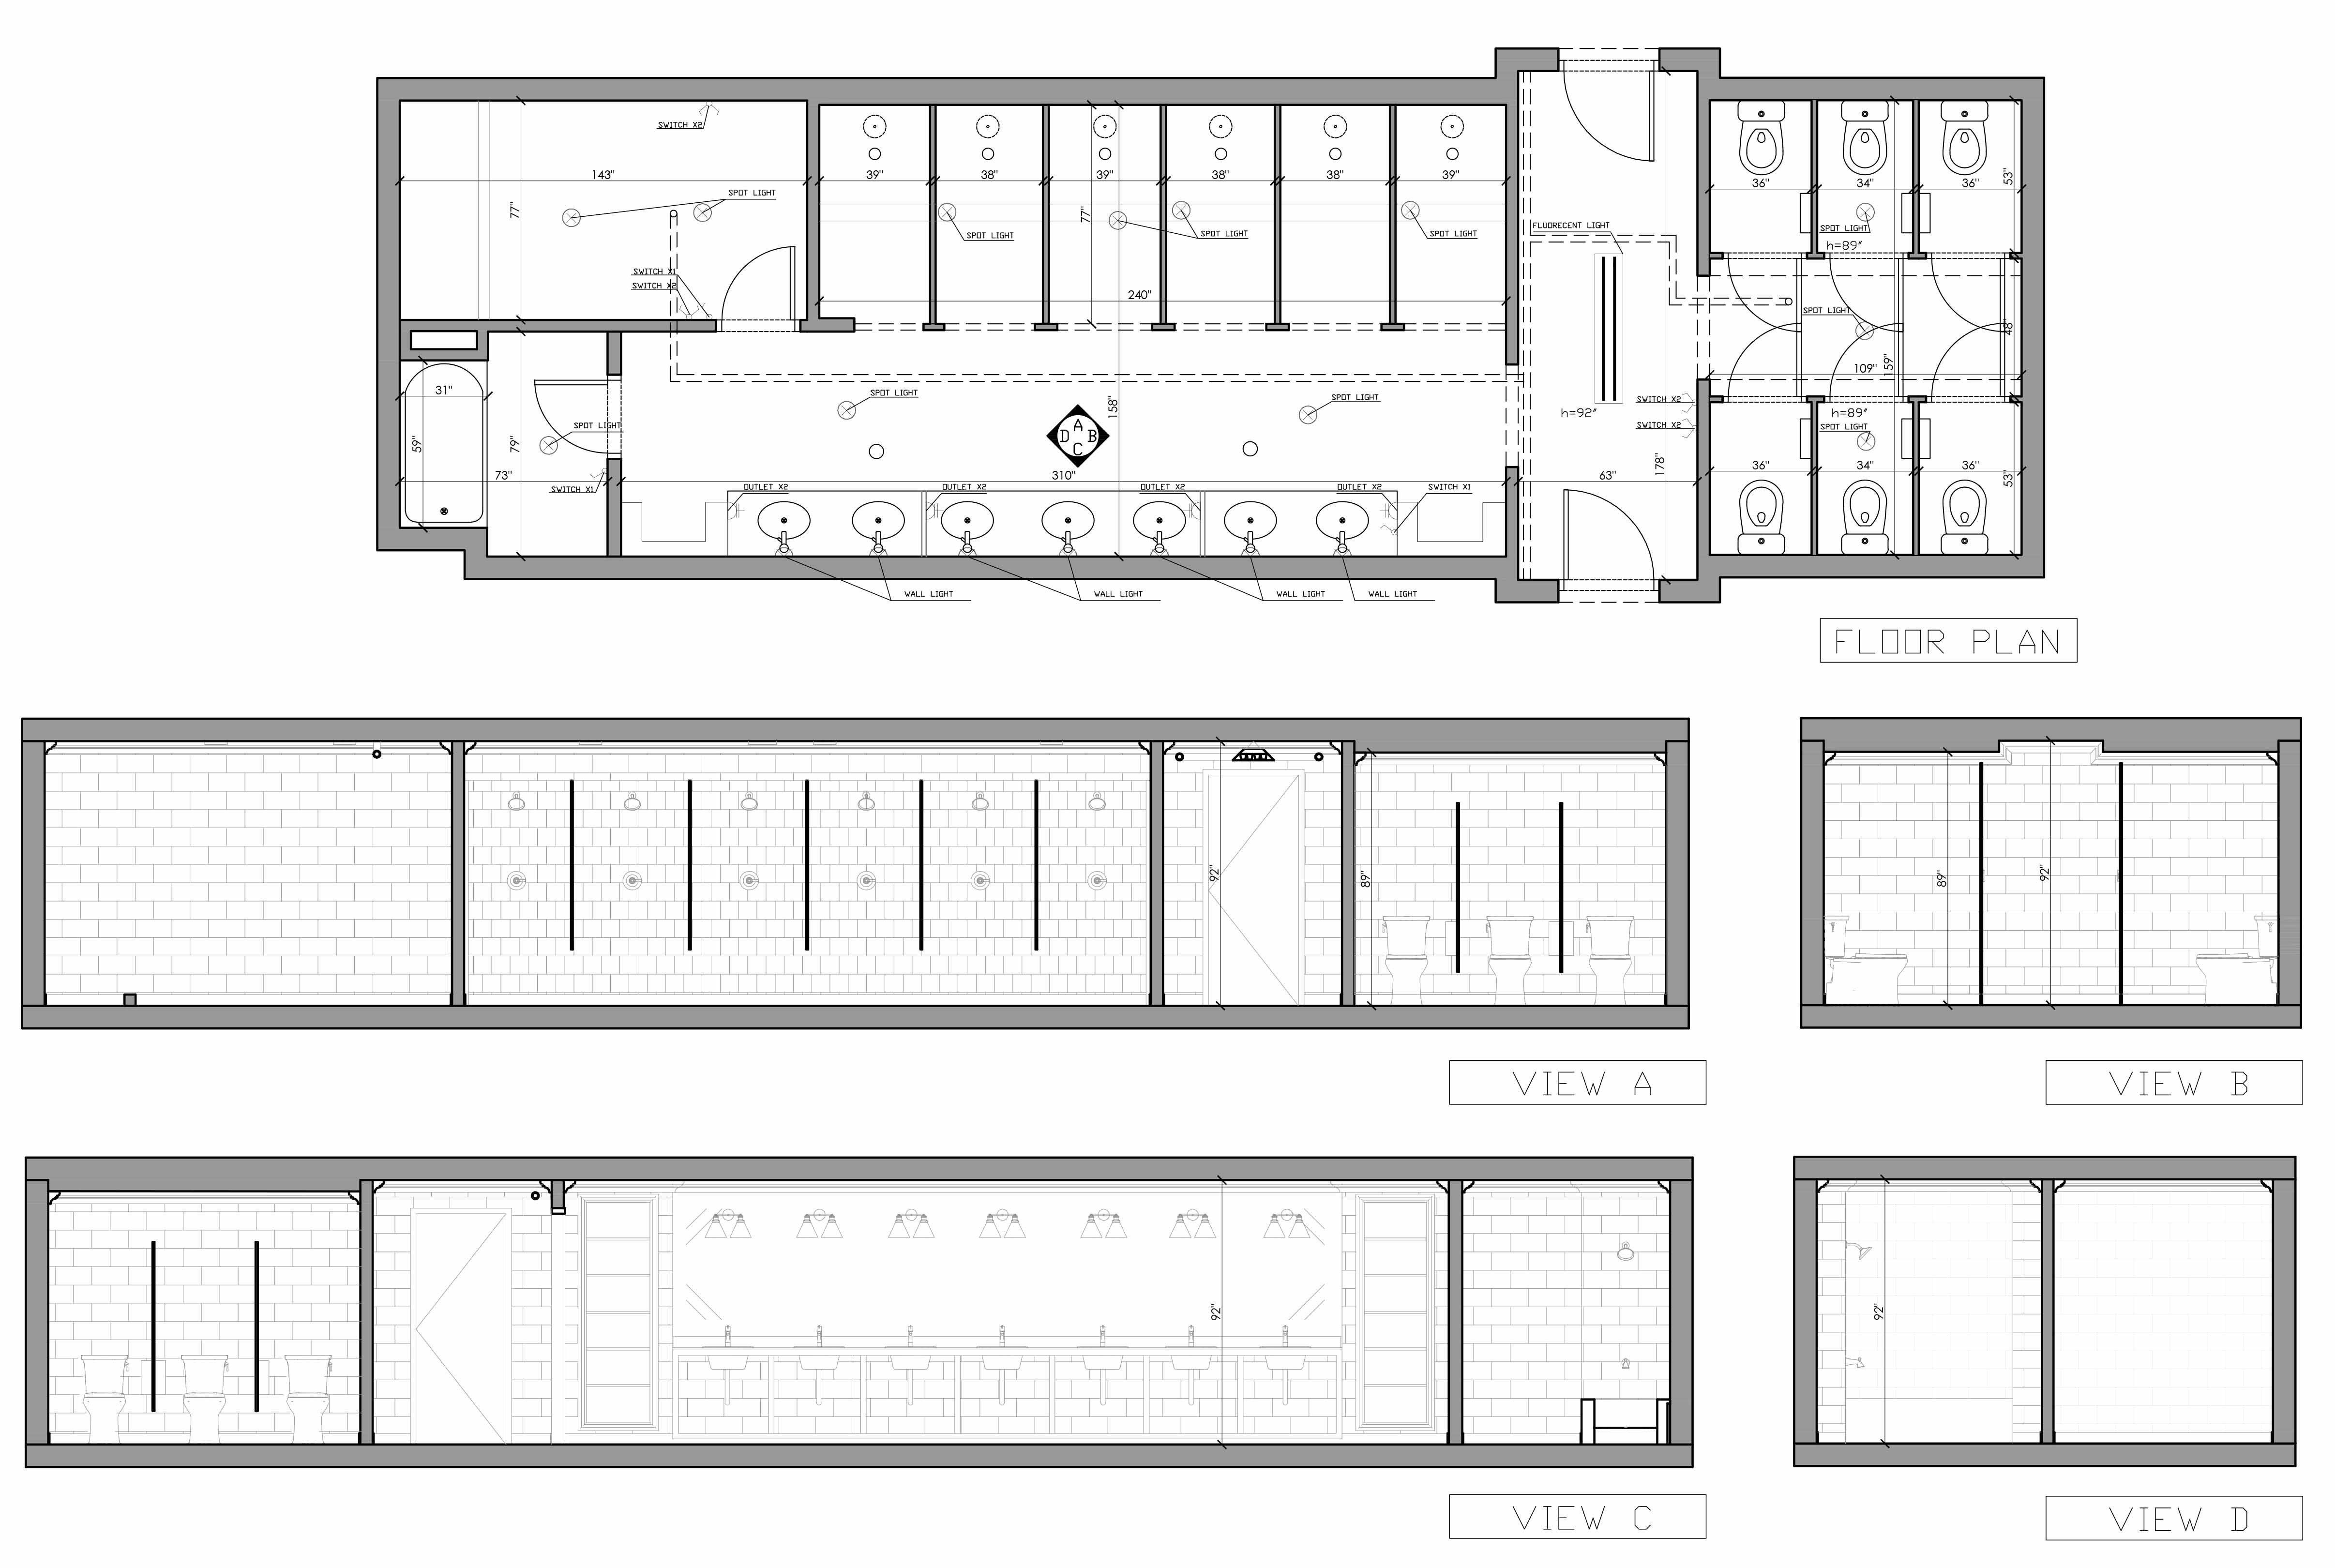 SWITCH X2
143"
77"
SPOT LIGHT
39"
38"
39"
38"
38"
39"
77"
SPOT LIGHT
SPOT LIGHT
SPOT LIGHT
SWITCH X1
SWITCH X2
240"
FLUORECENT LIGHT
36"
34"
36"
53"
SPOT LIGHT
h=89"
SPOT LIGHT
48"
109"
159"
31"
59"
79"
SPOT LIGHT
73"
SWITCH X1
SPOT LIGHT
SPOT LIGHT
158"
A
D B
C
310"
h=92"
SWITCH X2
SWITCH X2
178"
63"
h=89"
SPOT LIGHT
36"
34"
36"
53"
OUTLET X2
OUTLET X2
OUTLET X2
OUTLET X2
SWITCH X1
WALL LIGHT
WALL LIGHT
WALL LIGHT
WALL LIGHT
FLOOR PLAN
92"
89"
VIEW A
89"
92"
VIEW B
92"
VIEW C
92"
VIEW D